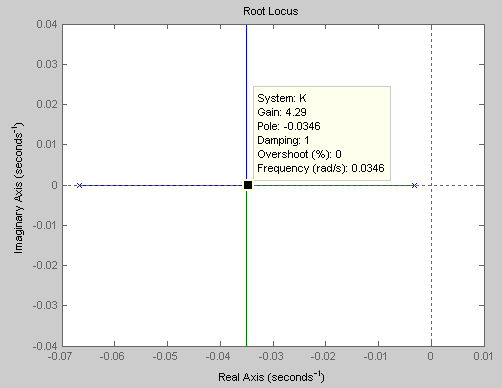 Root Locus
0.04
0.03
0.02
0.01
0
-0.01
-0.02
-0.03
-0.04
Imaginary Axis (seconds⁻¹)
System: K
Gain: 4.29
Pole: -0.0346
Damping: 1
Overshoot (%): 0
Frequency (rad/s): 0.0346
-0.07 -0.06 -0.05 -0.04 -0.03 -0.02 -0.01 0 0.01
Real Axis (seconds⁻¹)